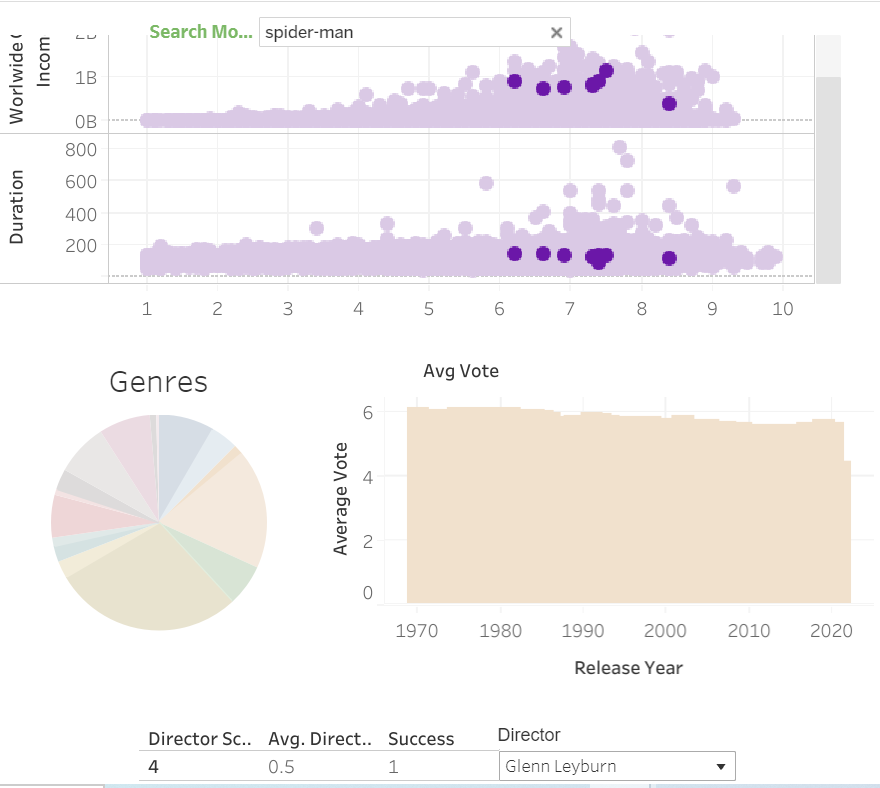 Search Mo... spider-man ×
Worlwide (
Incom
1B
0B
Duration
800
600
400
200
1 2 3 4 5 6 7 8 9 10
Genres
Avg Vote
Average Vote
6
4
2
0
1970 1980 1990 2000 2010 2020
Release Year
Director Sc.. Avg. Direct.. Success Director
4 0.5 1 Glenn Leyburn